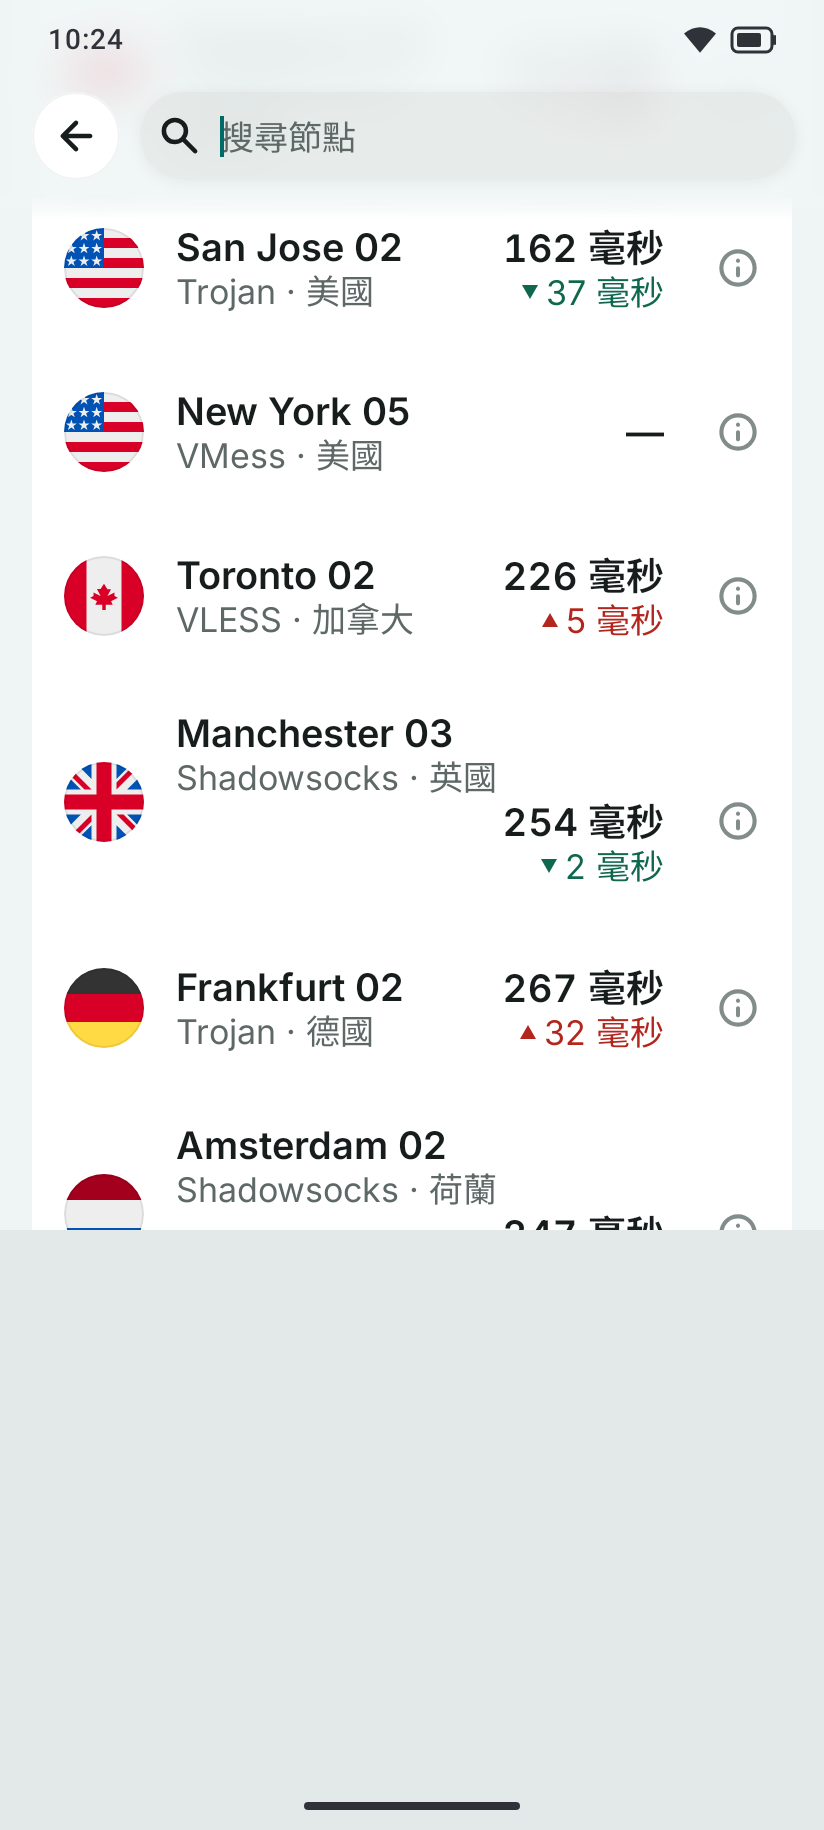 10:24
搜尋節點
San Jose 02
162 毫秒
Trojan · 美國
▼37 毫秒
New York 05
—
VMess · 美國
Toronto 02
226 毫秒
VLESS · 加拿大
▲5 毫秒
Manchester 03
Shadowsocks · 英國
254 毫秒
▼2 毫秒
Frankfurt 02
267 毫秒
Trojan · 德國
▲32 毫秒
Amsterdam 02
Shadowsocks · 荷蘭
247 毫秒